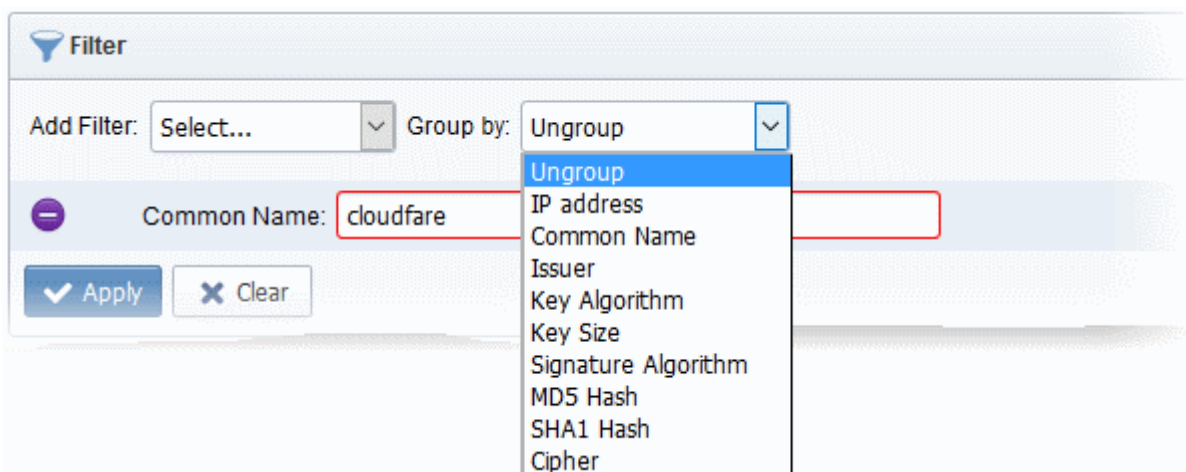 Filter
Add Filter: Select... Group by: Ungroup
Ungroup
IP address
Common Name: cloudfare
Common Name
Issuer
Apply Clear
Key Algorithm
Key Size
Signature Algorithm
MD5 Hash
SHA1 Hash
Cipher